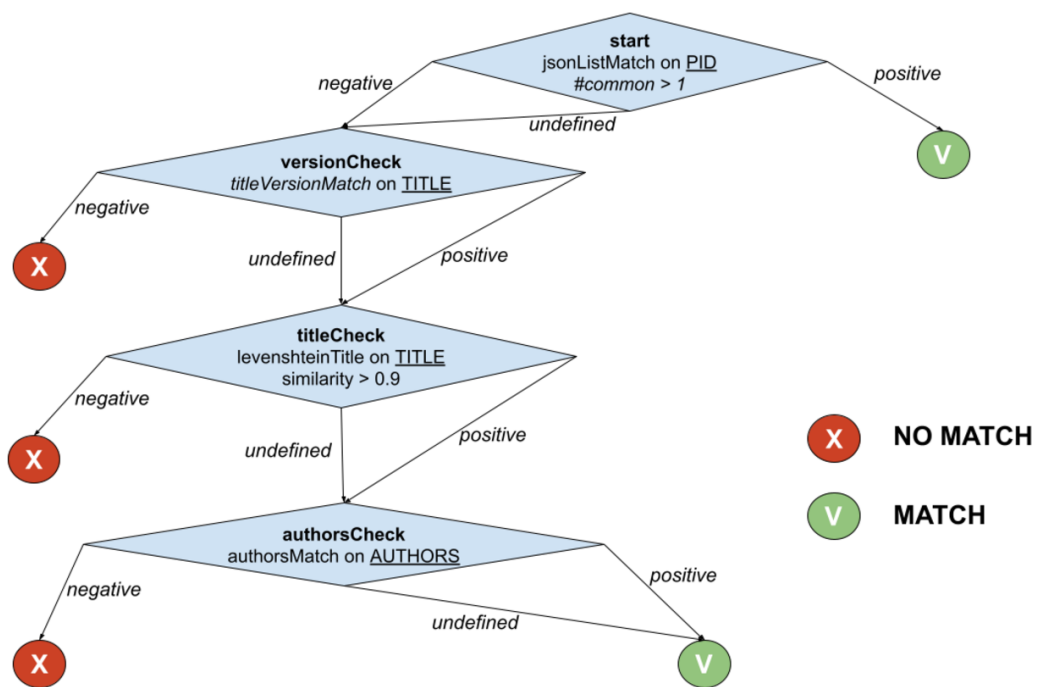 start
jsonListMatch on PID
#common > 1
negative
positive
undefined
V
versionCheck
titleVersionMatch on TITLE
negative
X
undefined
positive
titleCheck
levenshteinTitle on TITLE
similarity > 0.9
negative
X
undefined
positive
X NO MATCH
V MATCH
authorsCheck
authorsMatch on AUTHORS
negative
positive
undefined
X
V